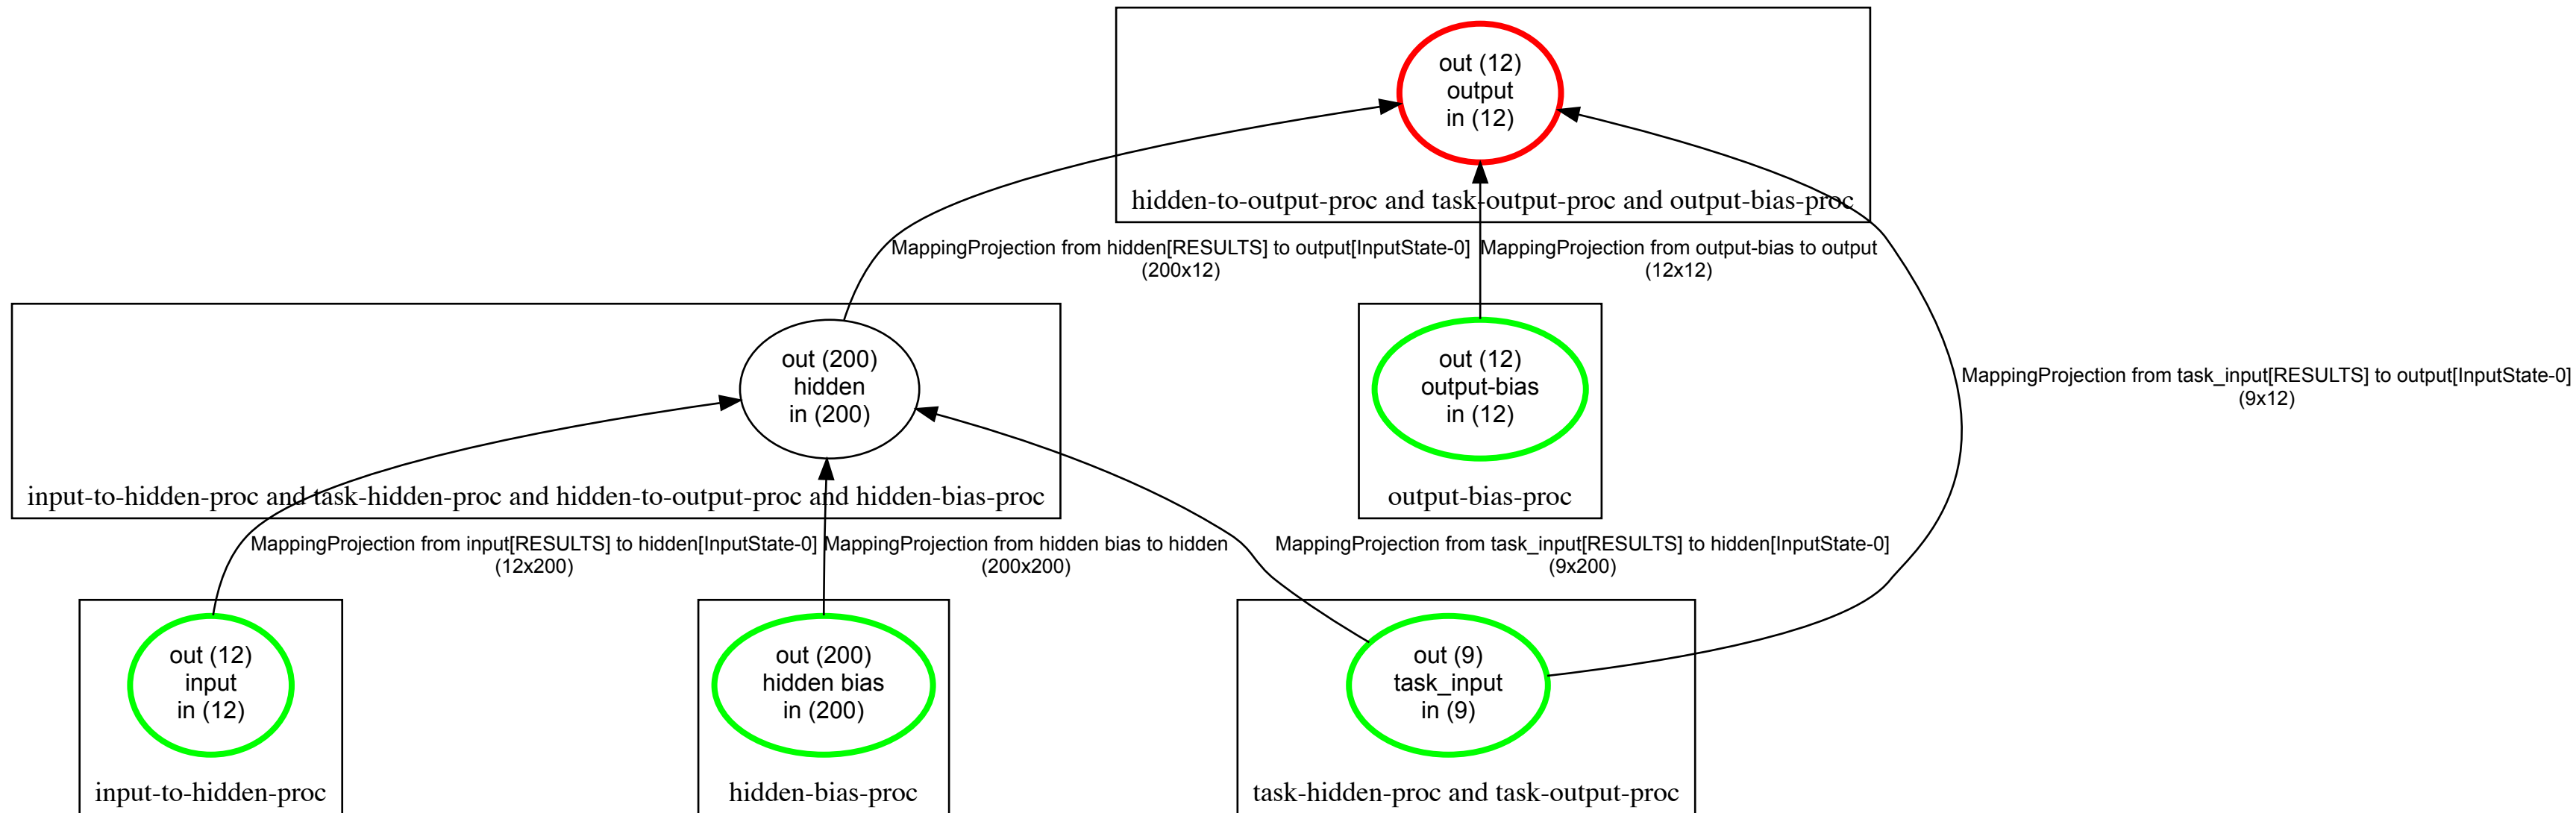 out (12)
output
in (12)
hidden-to-output-proc and task-output-proc and output-bias-proc
MappingProjection from hidden[RESULTS] to output[InputState-0]
(200x12)
MappingProjection from output-bias to output
(12x12)
out (200)
hidden
in (200)
input-to-hidden-proc and task-hidden-proc and hidden-to-output-proc and hidden-bias-proc
out (12)
output-bias
in (12)
output-bias-proc
MappingProjection from task_input[RESULTS] to output[InputState-0]
(9x12)
MappingProjection from input[RESULTS] to hidden[InputState-0]
(12x200)
MappingProjection from hidden bias to hidden
(200x200)
MappingProjection from task_input[RESULTS] to hidden[InputState-0]
(9x200)
out (12)
input
in (12)
input-to-hidden-proc
out (200)
hidden bias
in (200)
hidden-bias-proc
out (9)
task_input
in (9)
task-hidden-proc and task-output-proc